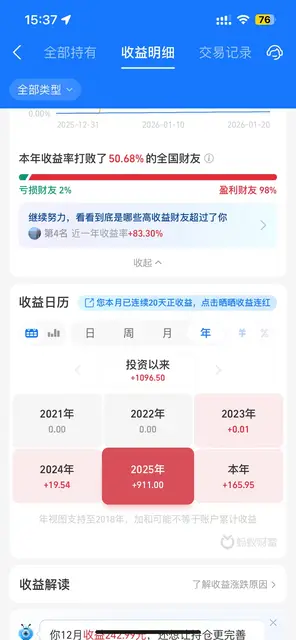 15:37
76
全部持有
收益明细
交易记录
全部类型
0.00%
2025-12-31
2026-01-10
2026-01-20
本年收益率打败了 50.68% 的全国财友
亏损财友 2%
盈利财友 98%
继续努力，看看到底是哪些高收益财友超过了你
第4名 近一年收益率+83.30%
收起
收益日历
您本月已连续20天正收益，点击晒晒收益连红
日
周
月
年
¥
%
投资以来
+1096.50
2021年
0.00
2022年
0.00
2023年
+0.01
2024年
+19.54
2025年
+911.00
本年
+165.95
年视图支持至2018年，加和可能不等于账户累计收益
蚂蚁财富
收益解读
了解收益涨跌原因
你12月收益242.99元，还想让持仓更完善